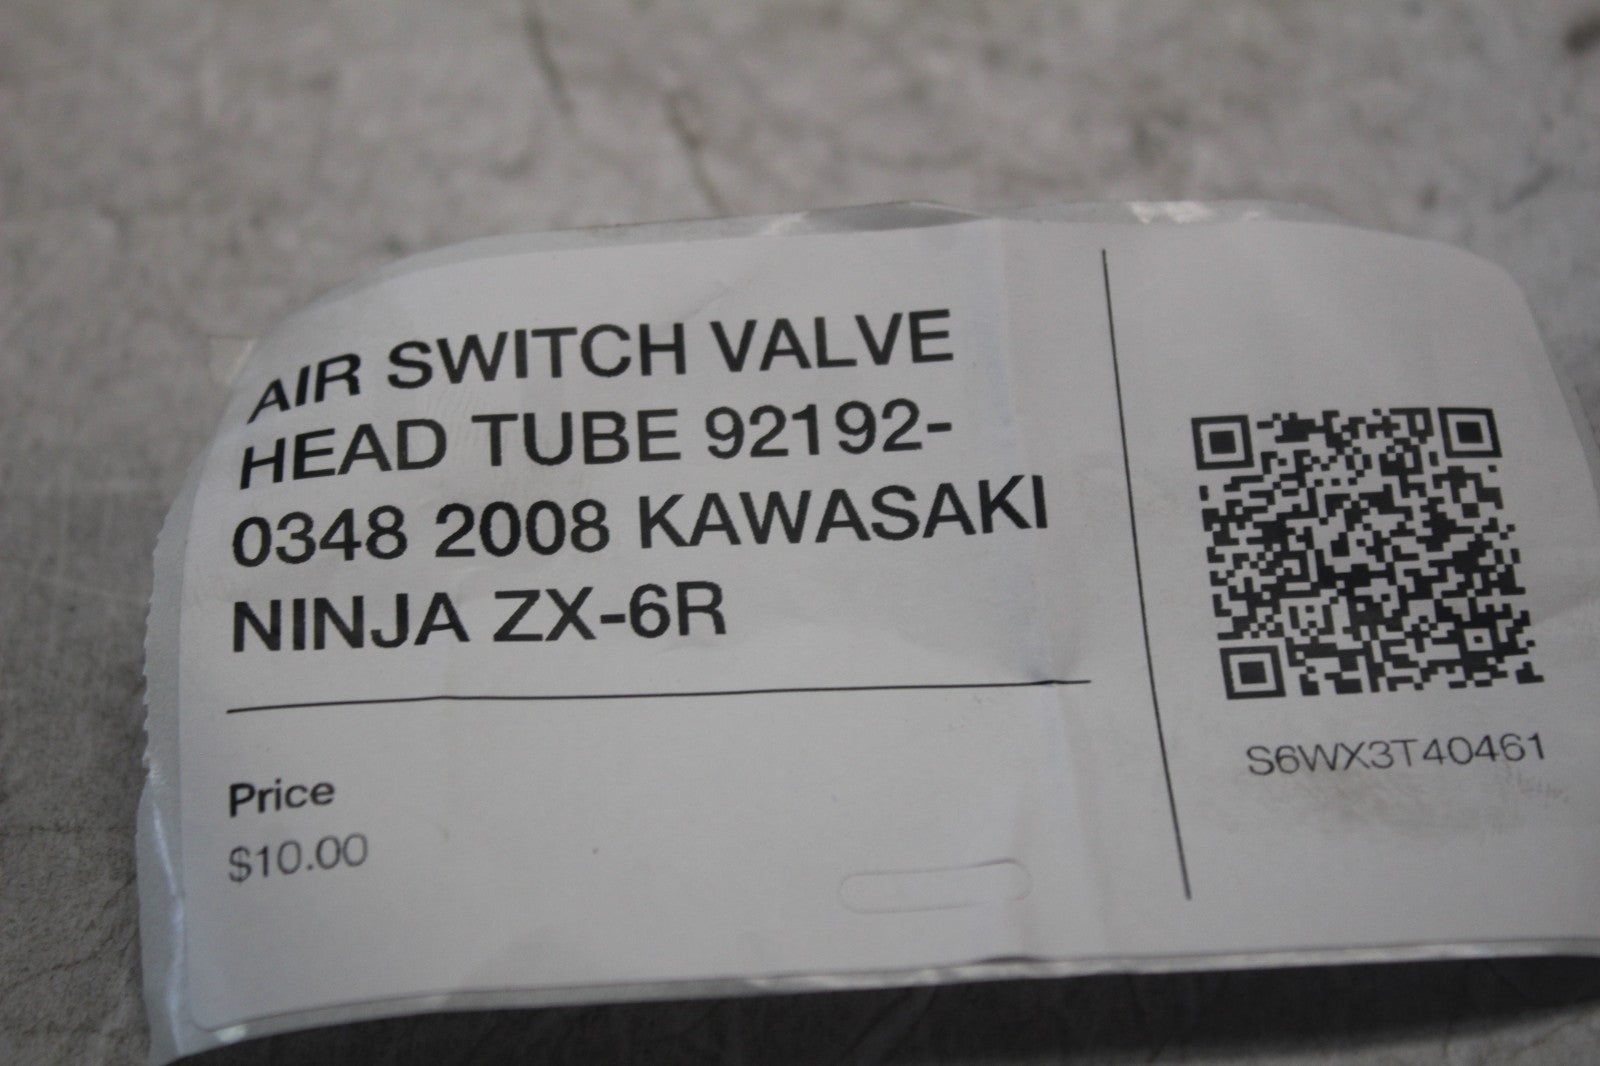 AIR SWITCH VALVE
HEAD TUBE 92192-
0348 2008 KAWASAKI
NINJA ZX-6R
Price
$10.00
S6WX3T40461